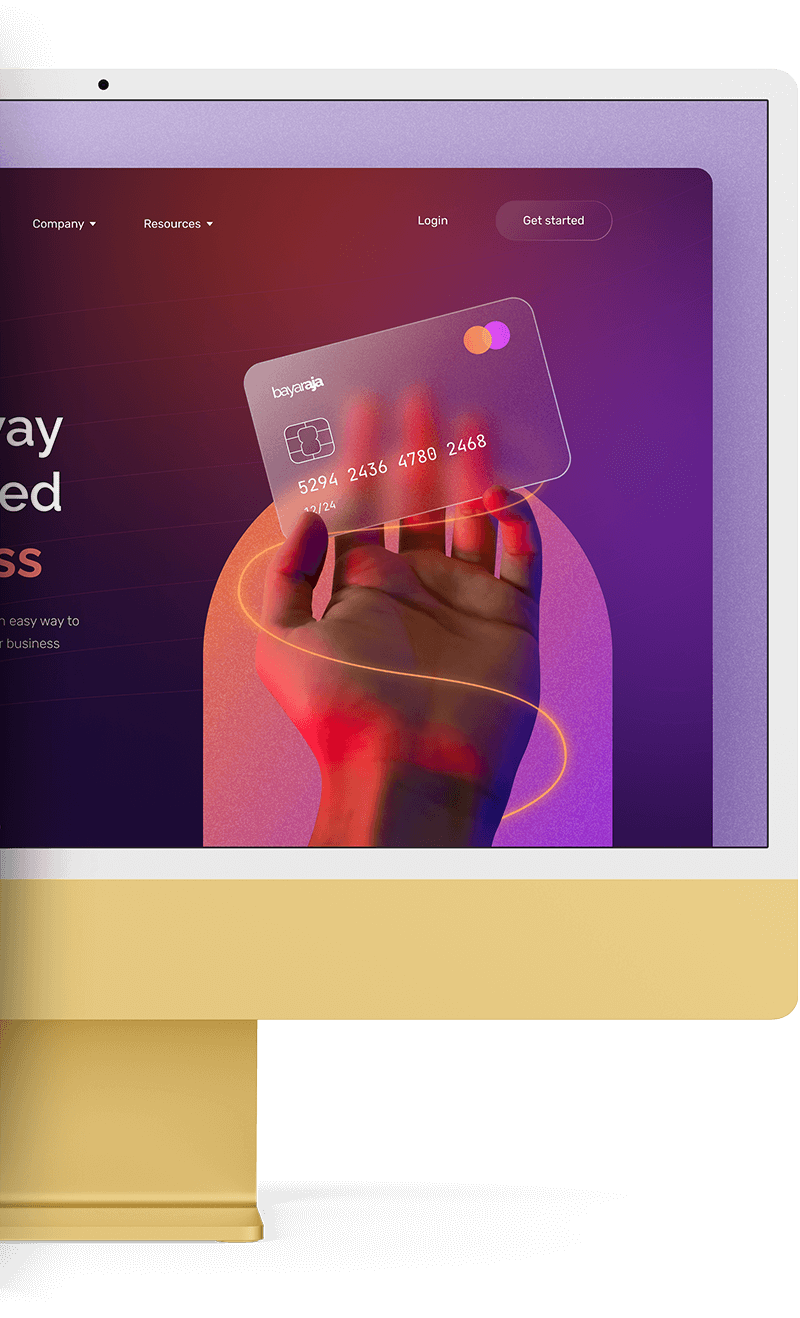 Company
Resources
Login
Get started
bayaraja
5294 2436 4780 2468
12/24
vay
ed
ss
n easy way to
r business